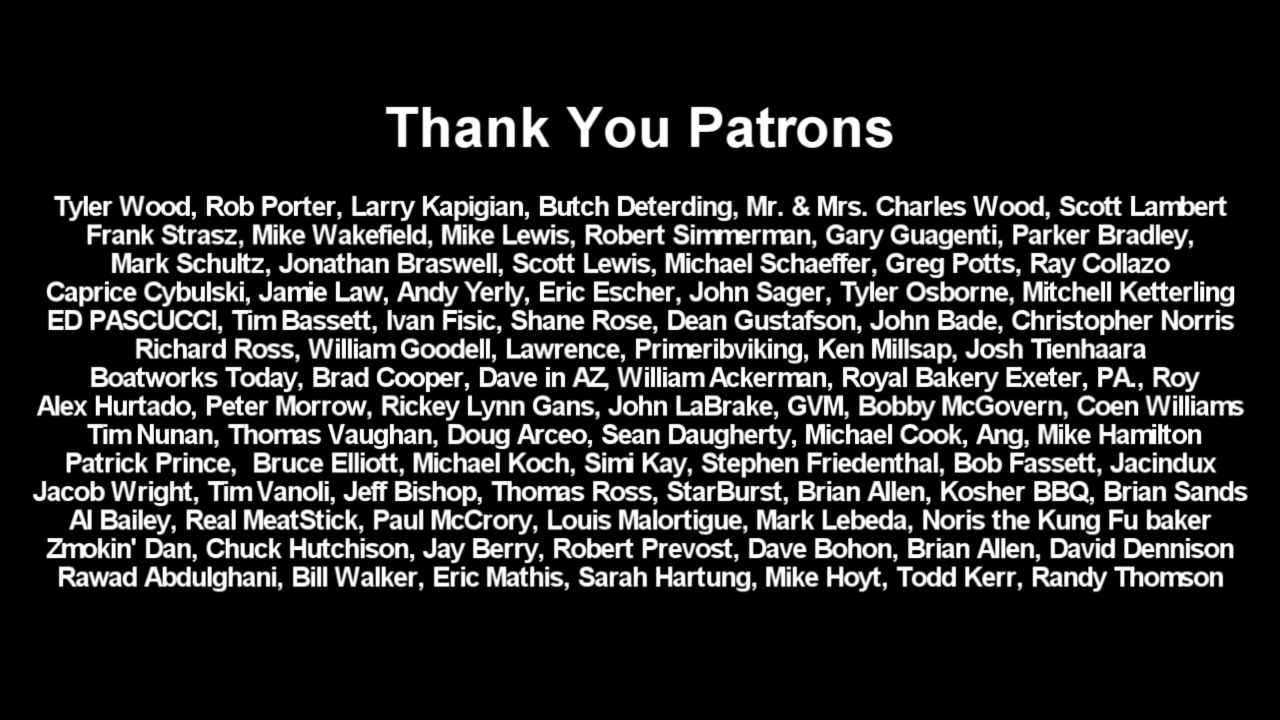 Thank You Patrons
Tyler Wood, Rob Porter, Larry Kapigian, Butch Deterding, Mr. & Mrs. Charles Wood, Scott Lambert
Frank Strasz, Mike Wakefield, Mike Lewis, Robert Simmerman, Gary Guagenti, Parker Bradley,
Mark Schultz, Jonathan Braswell, Scott Lewis, Michael Schaeffer, Greg Potts, Ray Collazo
Caprice Cybulski, Jamie Law, Andy Yerly, Eric Escher, John Sager, Tyler Osborne, Mitchell Ketterling
ED PASCUCCI, Tim Bassett, Ivan Fisic, Shane Rose, Dean Gustafson, John Bade, Christopher Norris
Richard Ross, William Goodell, Lawrence, Primeribviking, Ken Millsap, Josh Tienhaara
Boatworks Today, Brad Cooper, Dave in AZ, William Ackerman, Royal Bakery Exeter, PA., Roy
Alex Hurtado, Peter Morrow, Rickey Lynn Gans, John LaBrake, GVM, Bobby McGovern, Coen Williams
Tim Nunan, Thomas Vaughan, Doug Arceo, Sean Daugherty, Michael Cook, Ang, Mike Hamilton
Patrick Prince,  Bruce Elliott, Michael Koch, Simi Kay, Stephen Friedenthal, Bob Fassett, Jacindux
Jacob Wright, Tim Vanoli, Jeff Bishop, Thomas Ross, StarBurst, Brian Allen, Kosher BBQ, Brian Sands
Al Bailey, Real MeatStick, Paul McCrory, Louis Malortigue, Mark Lebeda, Noris the Kung Fu baker
Zmokin' Dan, Chuck Hutchison, Jay Berry, Robert Prevost, Dave Bohon, Brian Allen, David Dennison
Rawad Abdulghani, Bill Walker, Eric Mathis, Sarah Hartung, Mike Hoyt, Todd Kerr, Randy Thomson